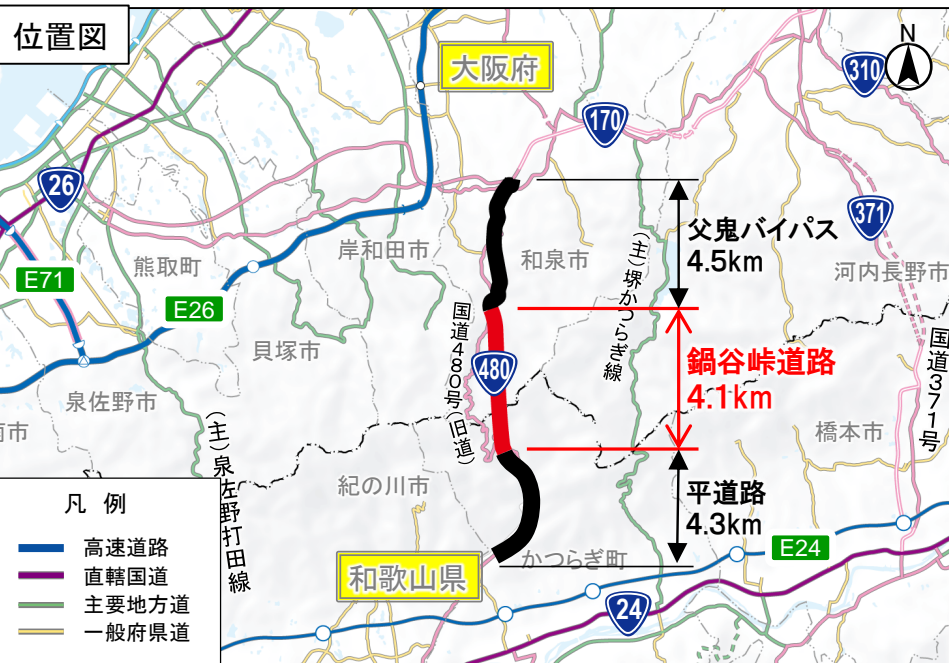 位置図
大阪府
N
310
170
26
371
父鬼バイパス
4.5km
岸和田市
和泉市
(主)堺かつらぎ線
河内長野市
熊取町
E71
E26
国道480号(旧道)
貝塚市
480
鍋谷峠道路
4.1km
国道371号
泉佐野市
南市
(主)泉佐野打田線
橋本市
紀の川市
平道路
4.3km
凡 例
高速道路
直轄国道
主要地方道
一般府県道
和歌山県
かつらぎ町
E24
24